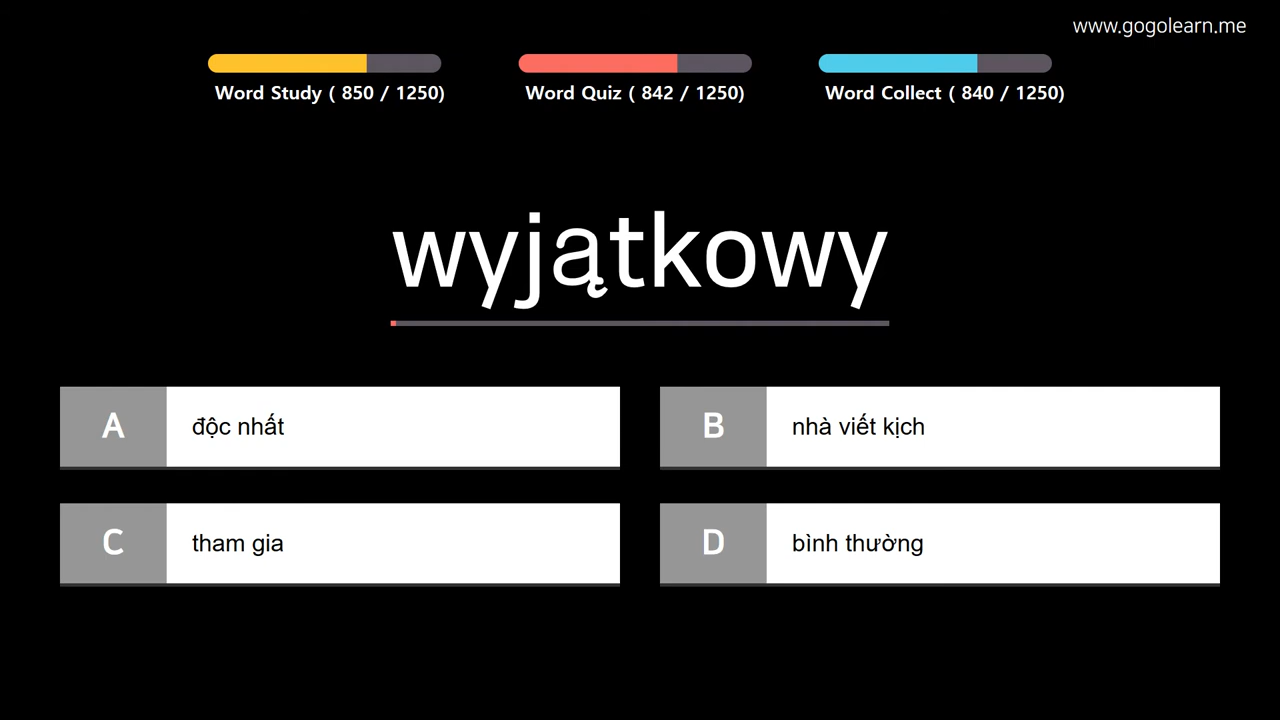 www.gogolearn.me
Word Study ( 850 / 1250)
Word Quiz ( 842 / 1250)
Word Collect ( 840 / 1250)
wyjątkowy
A độc nhất
B nhà viết kịch
C tham gia
D bình thường